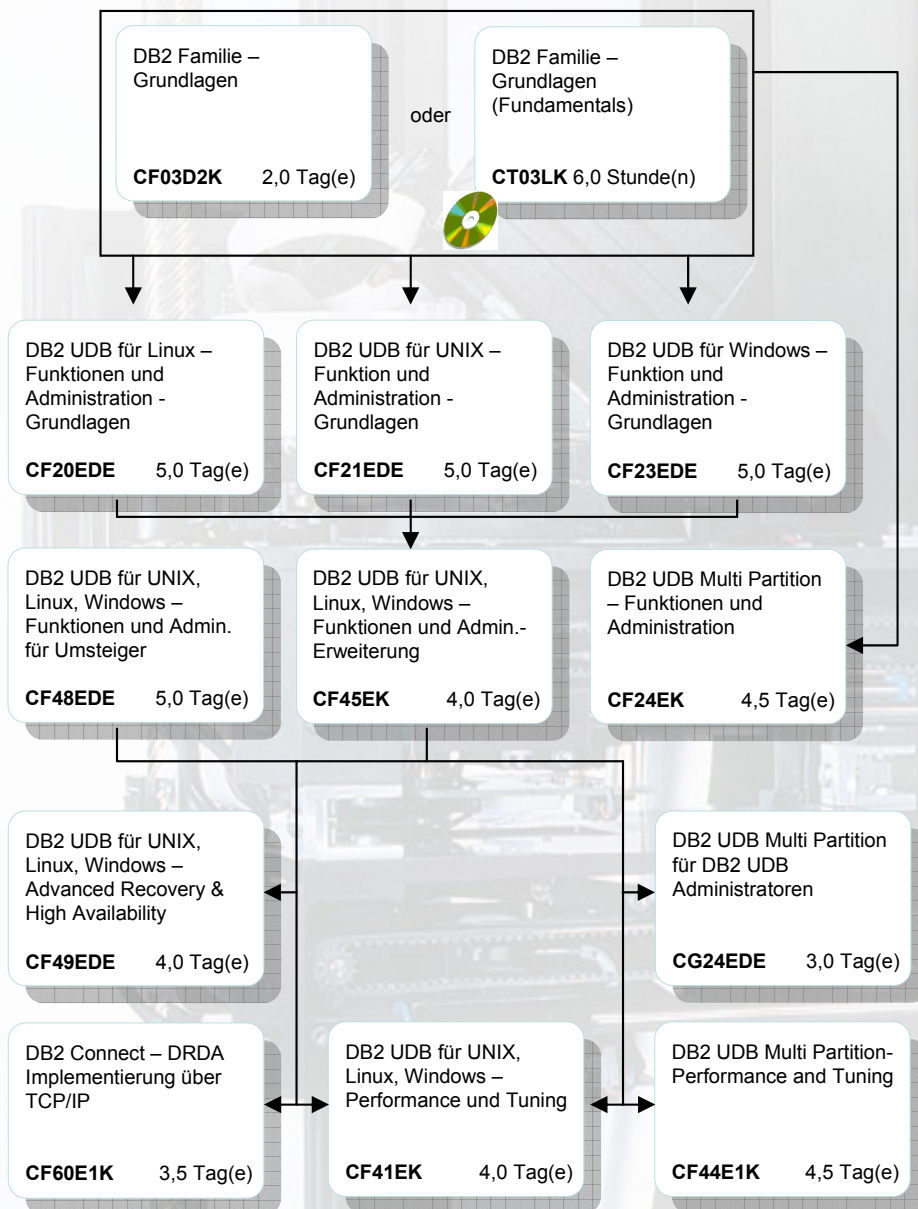 DB2 Familie –
Grundlagen
CF03D2K 2,0 Tag(e)
oder
DB2 Familie –
Grundlagen
(Fundamentals)
CT03LK 6,0 Stunde(n)
DB2 UDB für Linux –
Funktionen und
Administration -
Grundlagen
CF20EDE 5,0 Tag(e)
DB2 UDB für UNIX –
Funktion und
Administration -
Grundlagen
CF21EDE 5,0 Tag(e)
DB2 UDB für Windows –
Funktion und
Administration -
Grundlagen
CF23EDE 5,0 Tag(e)
DB2 UDB für UNIX,
Linux, Windows –
Funktionen und Admin.
für Umsteiger
CF48EDE 5,0 Tag(e)
DB2 UDB für UNIX,
Linux, Windows –
Funktionen und Admin.-
Erweiterung
CF45EK 4,0 Tag(e)
DB2 UDB Multi Partition
– Funktionen und
Administration
CF24EK 4,5 Tag(e)
DB2 UDB für UNIX,
Linux, Windows –
Advanced Recovery &
High Availability
CF49EDE 4,0 Tag(e)
DB2 UDB Multi Partition
für DB2 UDB
Administratoren
CG24EDE 3,0 Tag(e)
DB2 Connect – DRDA
Implementierung über
TCP/IP
CF60E1K 3,5 Tag(e)
DB2 UDB für UNIX,
Linux, Windows –
Performance und Tuning
CF41EK 4,0 Tag(e)
DB2 UDB Multi Partition-
Performance and Tuning
CF44E1K 4,5 Tag(e)